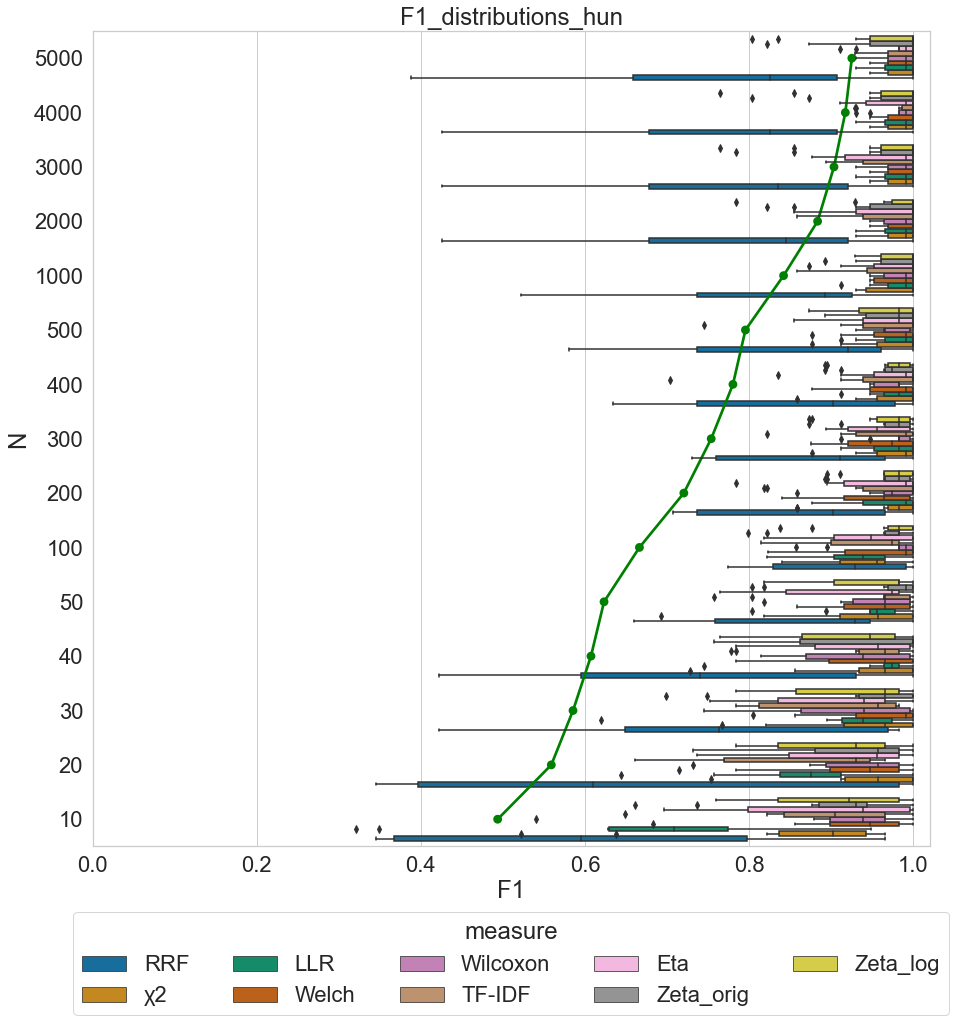 F1_distributions_hun
N
5000
4000
3000
2000
1000
500
400
300
200
100
50
40
30
20
10
0.0 0.2 0.4 0.6 0.8 1.0
F1
measure
RRF LLR Wilcoxon Eta Zeta_log
χ2 Welch TF-IDF Zeta_orig